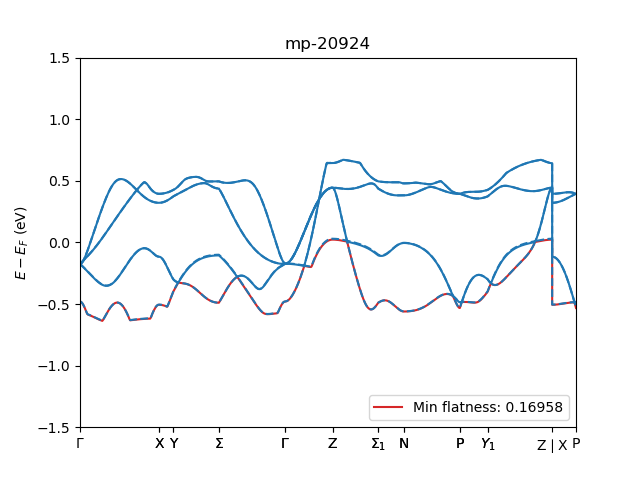 mp-20924
1.5
1.0
0.5
0.0
−0.5
−1.0
−1.5
E − E_F (eV)
Min flatness: 0.16958
Γ X Y Σ Γ Z Σ₁ N P Y₁ Z | X P